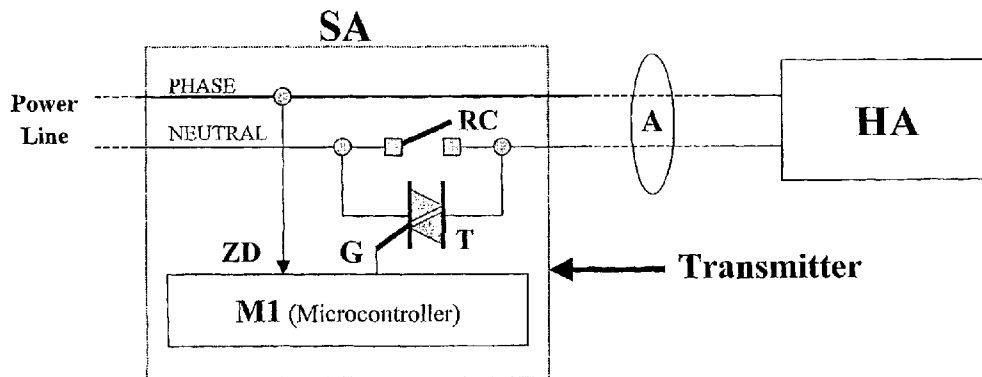 SA
PHASE
Power
Line
NEUTRAL
RC
A
HA
G
T
ZD
Transmitter
M1 (Microcontroller)